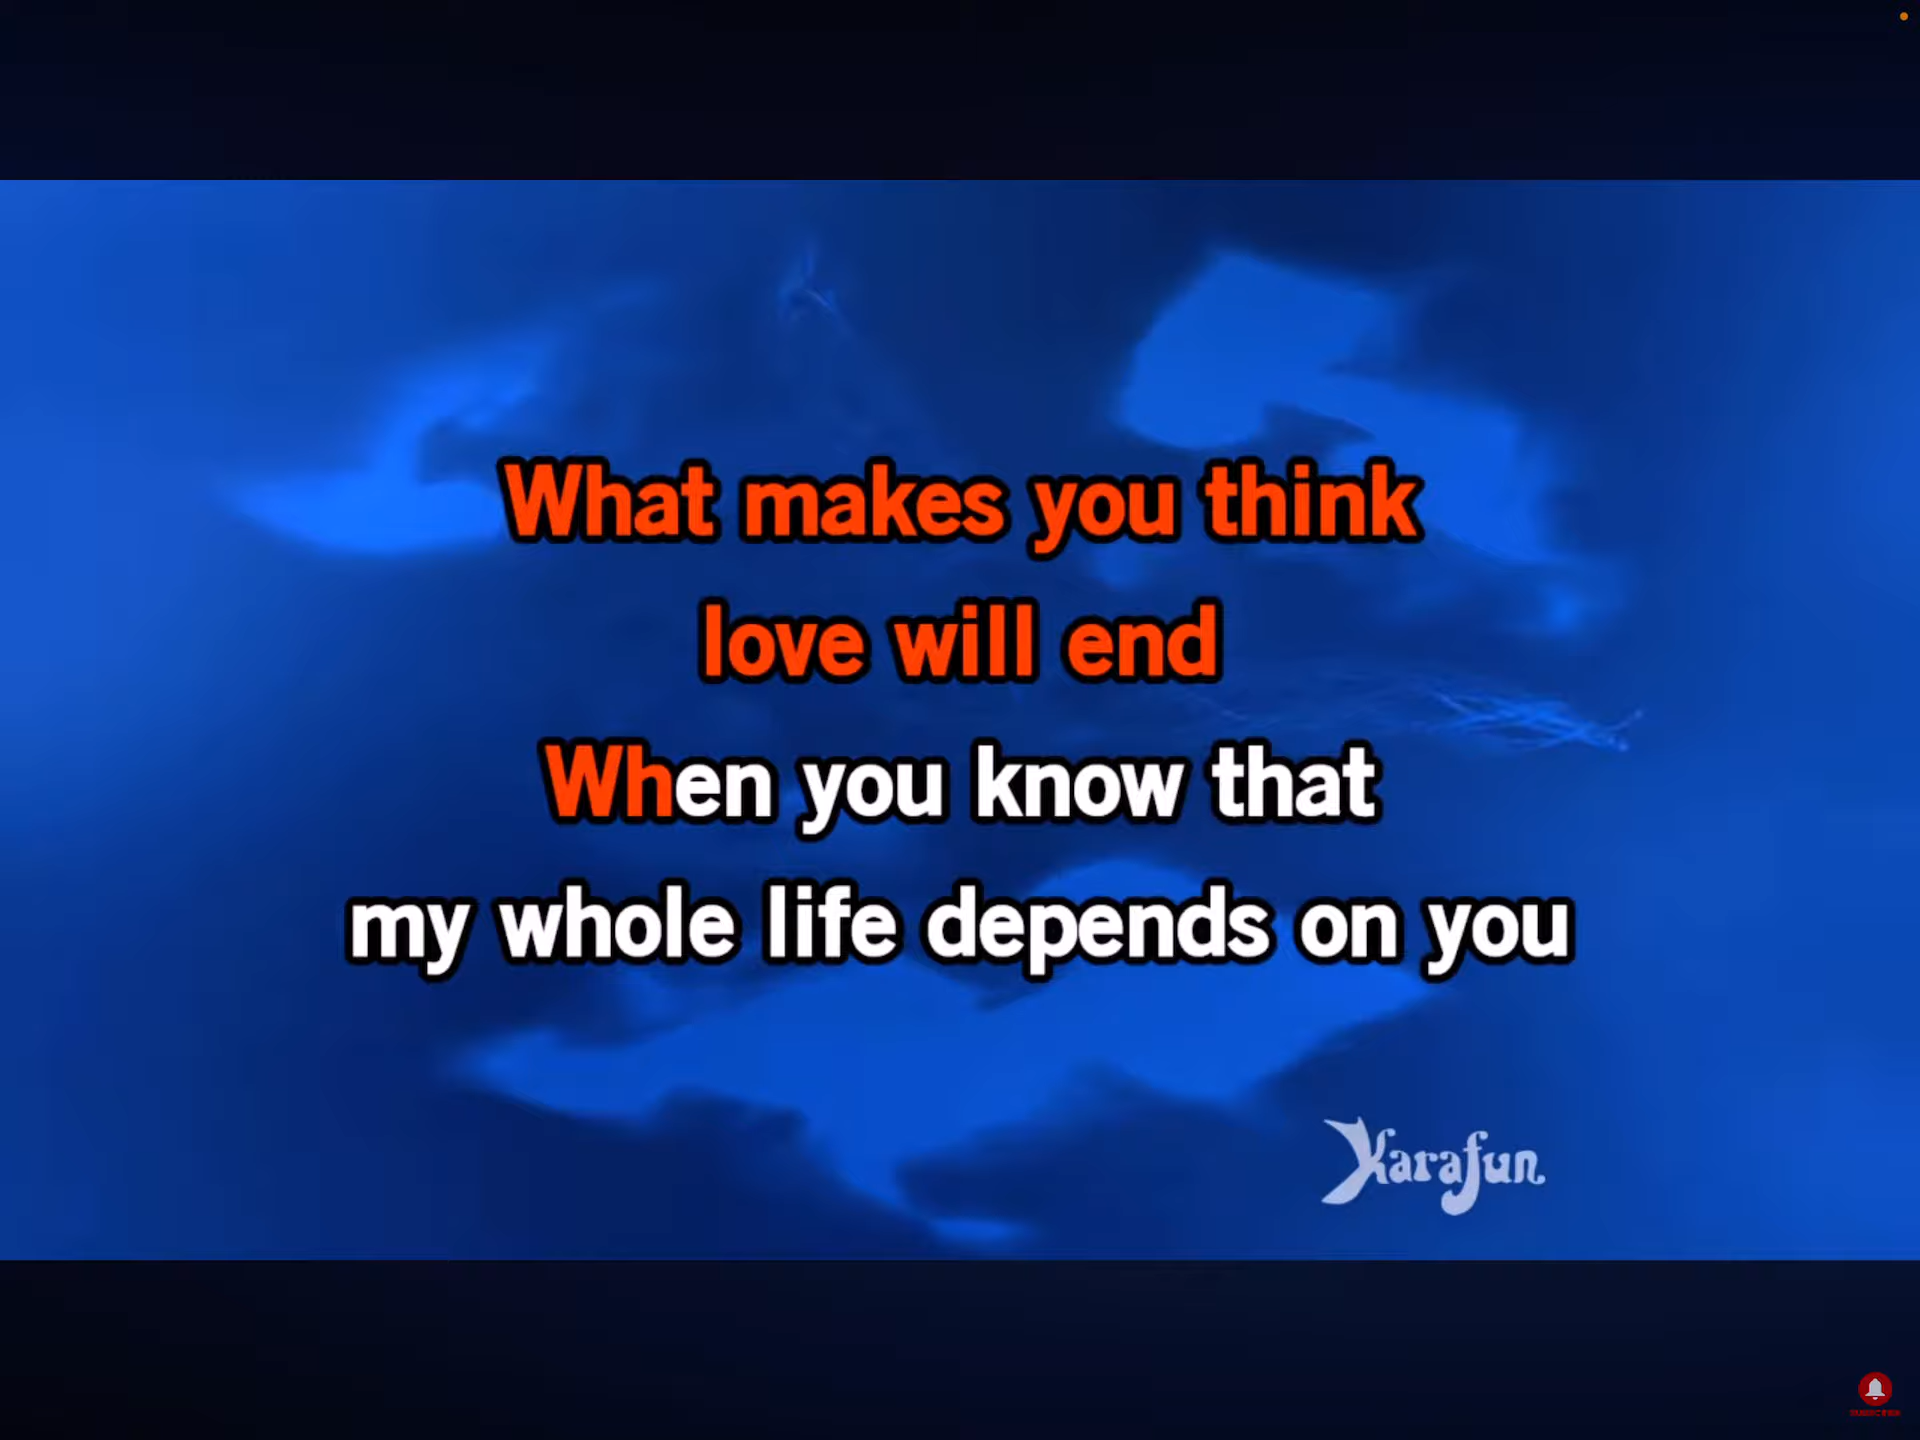 What makes you think
love will end
When you know that
my whole life depends on you
Karafun